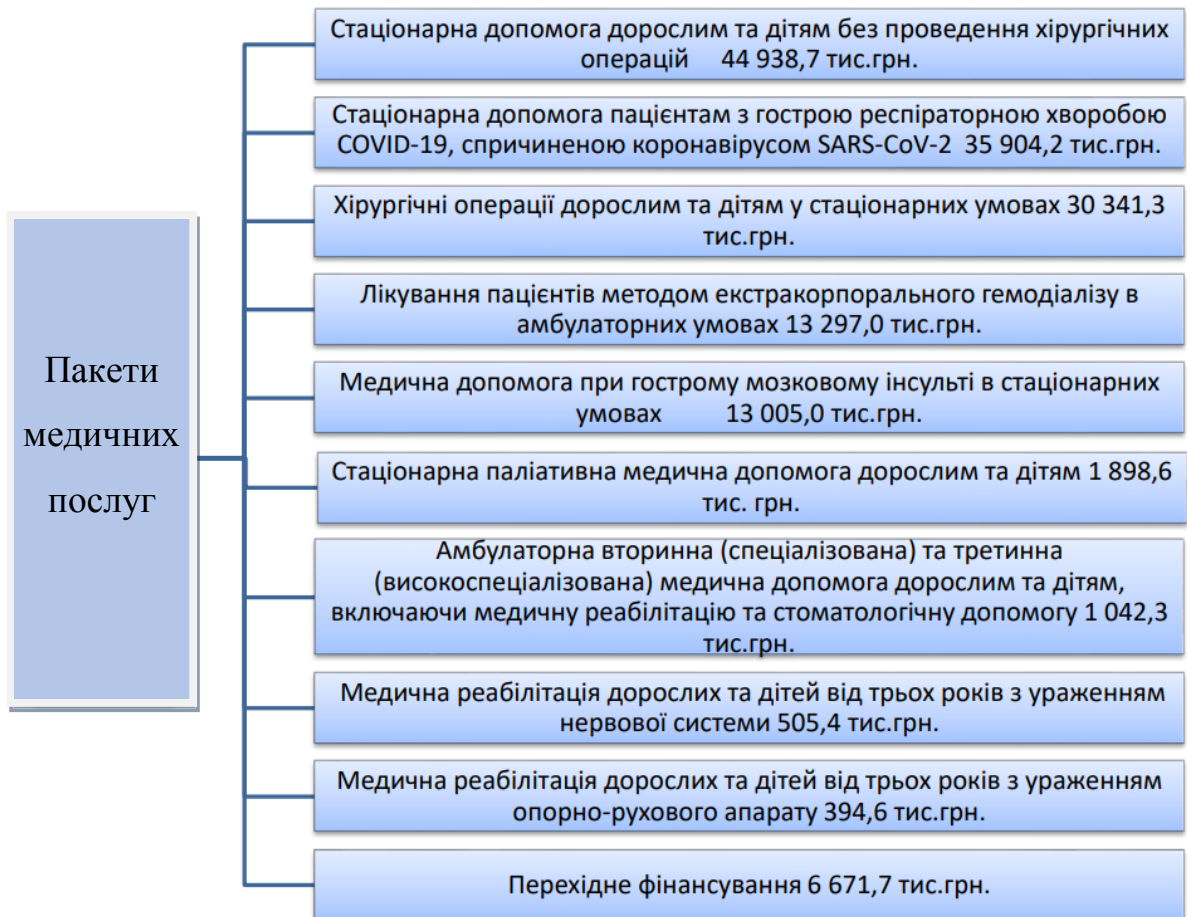 Пакети
медичних
послуг
Стаціонарна допомога дорослим та дітям без проведення хірургічних
операцій 44 938,7 тис.грн.
Стаціонарна допомога пацієнтам з гострою респіраторною хворобою
COVID-19, спричиненою коронавірусом SARS-CoV-2 35 904,2 тис.грн.
Хірургічні операції дорослим та дітям у стаціонарних умовах 30 341,3
тис.грн.
Лікування пацієнтів методом екстракорпорального гемодіалізу в
амбулаторних умовах 13 297,0 тис.грн.
Медична допомога при гострому мозковому інсульті в стаціонарних
умовах 13 005,0 тис.грн.
Стаціонарна паліативна медична допомога дорослим та дітям 1 898,6
тис. грн.
Амбулаторна вторинна (спеціалізована) та третинна
(високоспеціалізована) медична допомога дорослим та дітям,
включаючи медичну реабілітацію та стоматологічну допомогу 1 042,3
тис.грн.
Медична реабілітація дорослих та дітей від трьох років з ураженням
нервової системи 505,4 тис.грн.
Медична реабілітація дорослих та дітей від трьох років з ураженням
опорно-рухового апарату 394,6 тис.грн.
Перехідне фінансування 6 671,7 тис.грн.